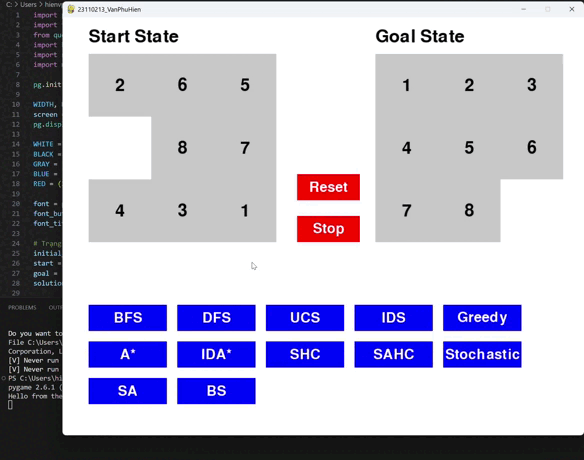 C: > Users > hienv
23110213_VanPhuHien
1 import
2 import
3 from qu
4 import
5 import
6 import
7
8 pg.init
9
10 WIDTH,
11 screen
12 pg.disp
13
14 WHITE =
15 BLACK =
16 GRAY =
17 BLUE =
18 RED = (
19
20 font =
21 font_bu
22 font_ti
23
24 # Trạng
25 initial
26 start =
27 goal =
28 solutio
29
Start State
2 6 5
8 7
4 3 1
Goal State
1 2 3
4 5 6
7 8
Reset
Stop
BFS DFS UCS IDS Greedy
A* IDA* SHC SAHC Stochastic
SA BS
PROBLEMS OUT
Do you want to
File C:\Users\
Corporation, L
[V] Never run
[V] Never run
PS C:\Users\hi
pygame 2.6.1 (
Hello from the